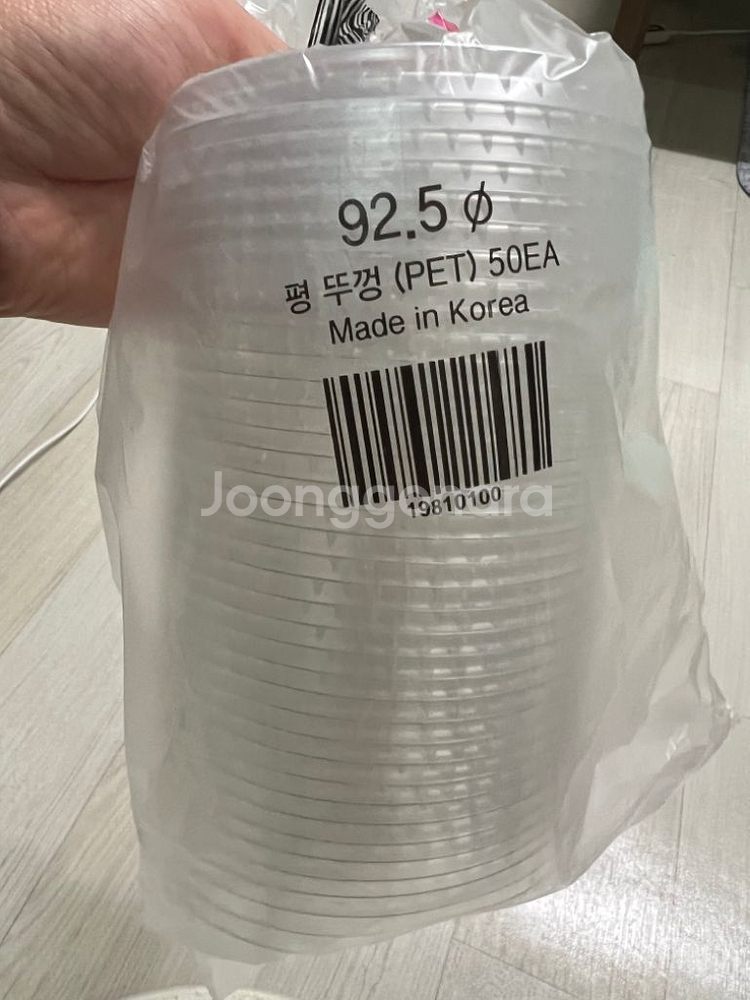 92.5 ⌀
평 뚜껑 (PET) 50EA
Made in Korea
19810100
Joonggonara